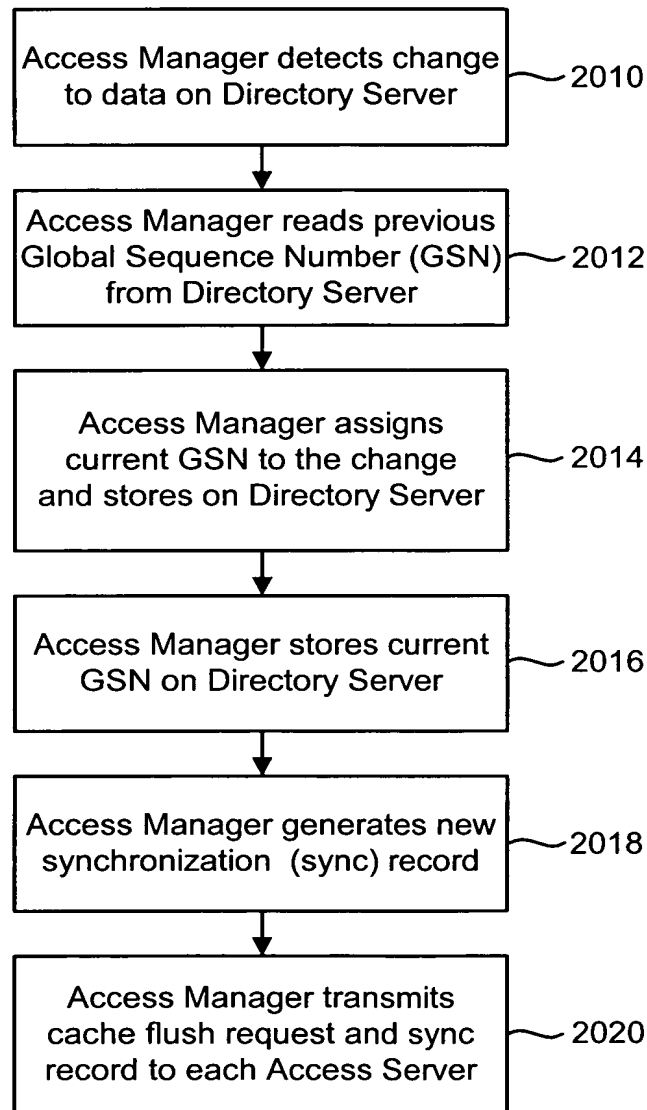 Access Manager detects change
to data on Directory Server
2010
Access Manager reads previous
Global Sequence Number (GSN)
from Directory Server
2012
Access Manager assigns
current GSN to the change
and stores on Directory Server
2014
Access Manager stores current
GSN on Directory Server
2016
Access Manager generates new
synchronization (sync) record
2018
Access Manager transmits
cache flush request and sync
record to each Access Server
2020